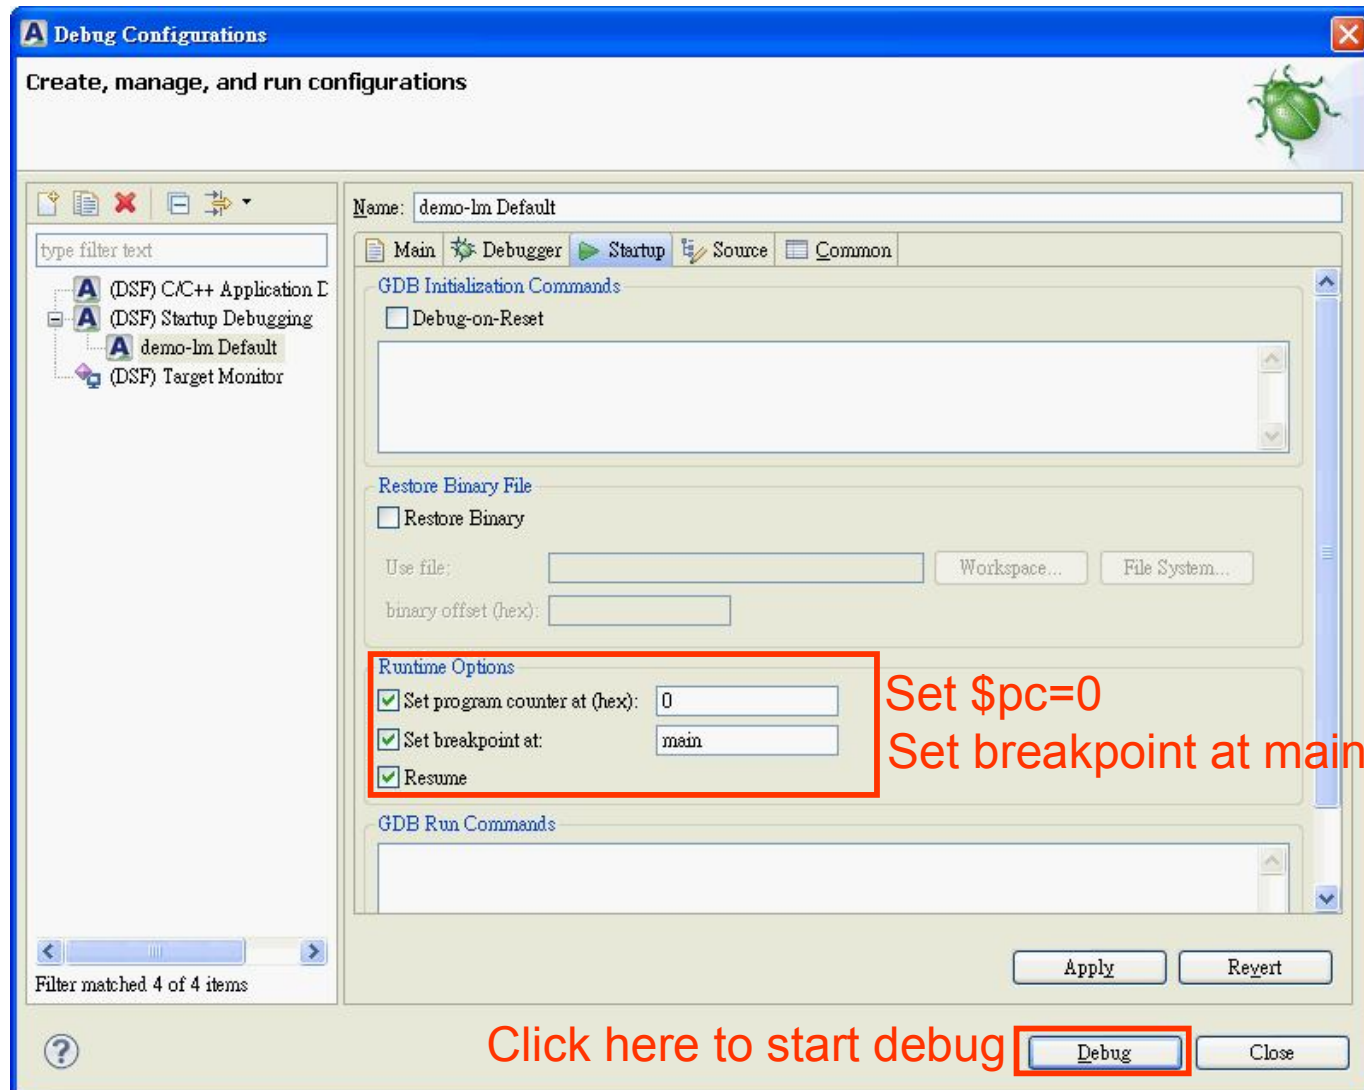 Debug Configurations
Create, manage, and run configurations
Name: demo-lm Default
type filter text
Main Debugger Startup Source Common
(DSF) C/C++ Application D
(DSF) Startup Debugging
demo-lm Default
(DSF) Target Monitor
GDB Initialization Commands
Debug-on-Reset
Restore Binary File
Restore Binary
Use file: Workspace... File System...
binary offset (hex):
Runtime Options
Set program counter at (hex): 0
Set breakpoint at: main
Resume
Set $pc=0
Set breakpoint at main
GDB Run Commands
Filter matched 4 of 4 items
Apply Revert
Click here to start debug
Debug Close